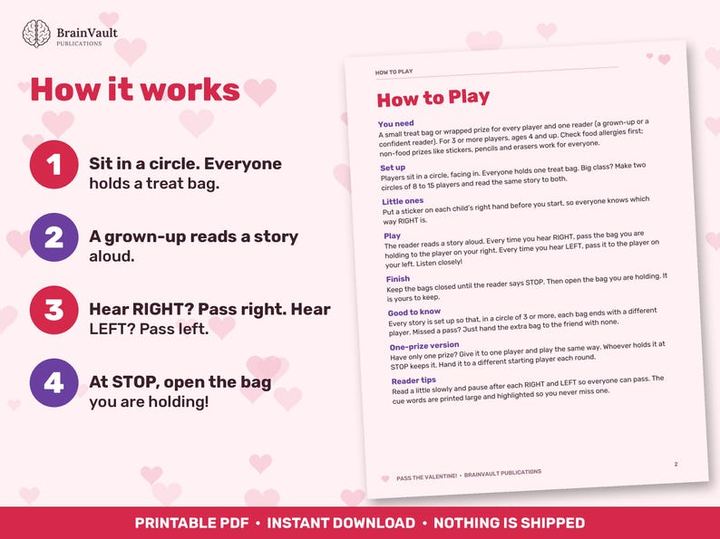 BrainVault
PUBLICATIONS
How it works
1
Sit in a circle. Everyone
holds a treat bag.
2
A grown-up reads a story
aloud.
3
Hear RIGHT? Pass right. Hear
LEFT? Pass left.
4
At STOP, open the bag
you are holding!
HOW TO PLAY
How to Play
You need
A small treat bag or wrapped prize for every player and one reader (a grown-up or a
confident reader). For 3 or more players, ages 4 and up. Check food allergies first;
non-food prizes like stickers, pencils and erasers work for everyone.
Set up
Players sit in a circle, facing in. Everyone holds one treat bag. Big class? Make two
circles of 8 to 15 players and read the same story to both.
Little ones
Put a sticker on each child's right hand before you start, so everyone knows which
way RIGHT is.
Play
The reader reads a story aloud. Every time you hear RIGHT, pass the bag you are
holding to the player on your right. Every time you hear LEFT, pass it to the player on
your left. Listen closely!
Finish
Keep the bags closed until the reader says STOP. Then open the bag you are holding. It
is yours to keep.
Good to know
Every story is set up so that, in a circle of 3 or more, each bag ends with a different
player. Missed a pass? Just hand the extra bag to the friend with none.
One-prize version
Have only one prize? Give it to one player and play the same way. Whoever holds it at
STOP keeps it. Hand it to a different starting player each round.
Reader tips
Read a little slowly and pause after each RIGHT and LEFT so everyone can pass. The
cue words are printed large and highlighted so you never miss one.
PASS THE VALENTINE! • BRAINVAULT PUBLICATIONS
2
PRINTABLE PDF • INSTANT DOWNLOAD • NOTHING IS SHIPPED